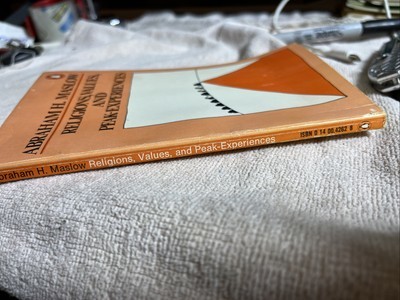 ABRAHAM H. MASLOW
RELIGIONS, VALUES,
AND
PEAK-EXPERIENCES
Abraham H. Maslow Religions, Values, and Peak-Experiences ISBN 0 14 00.4262 8